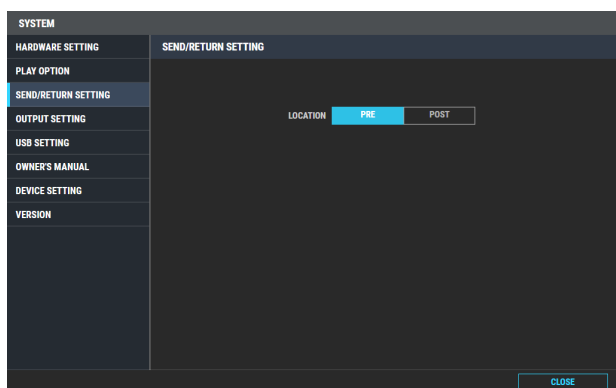 SYSTEM
HARDWARE SETTING
SEND/RETURN SETTING
PLAY OPTION
SEND/RETURN SETTING
OUTPUT SETTING
USB SETTING
OWNER'S MANUAL
DEVICE SETTING
VERSION
LOCATION PRE POST
CLOSE